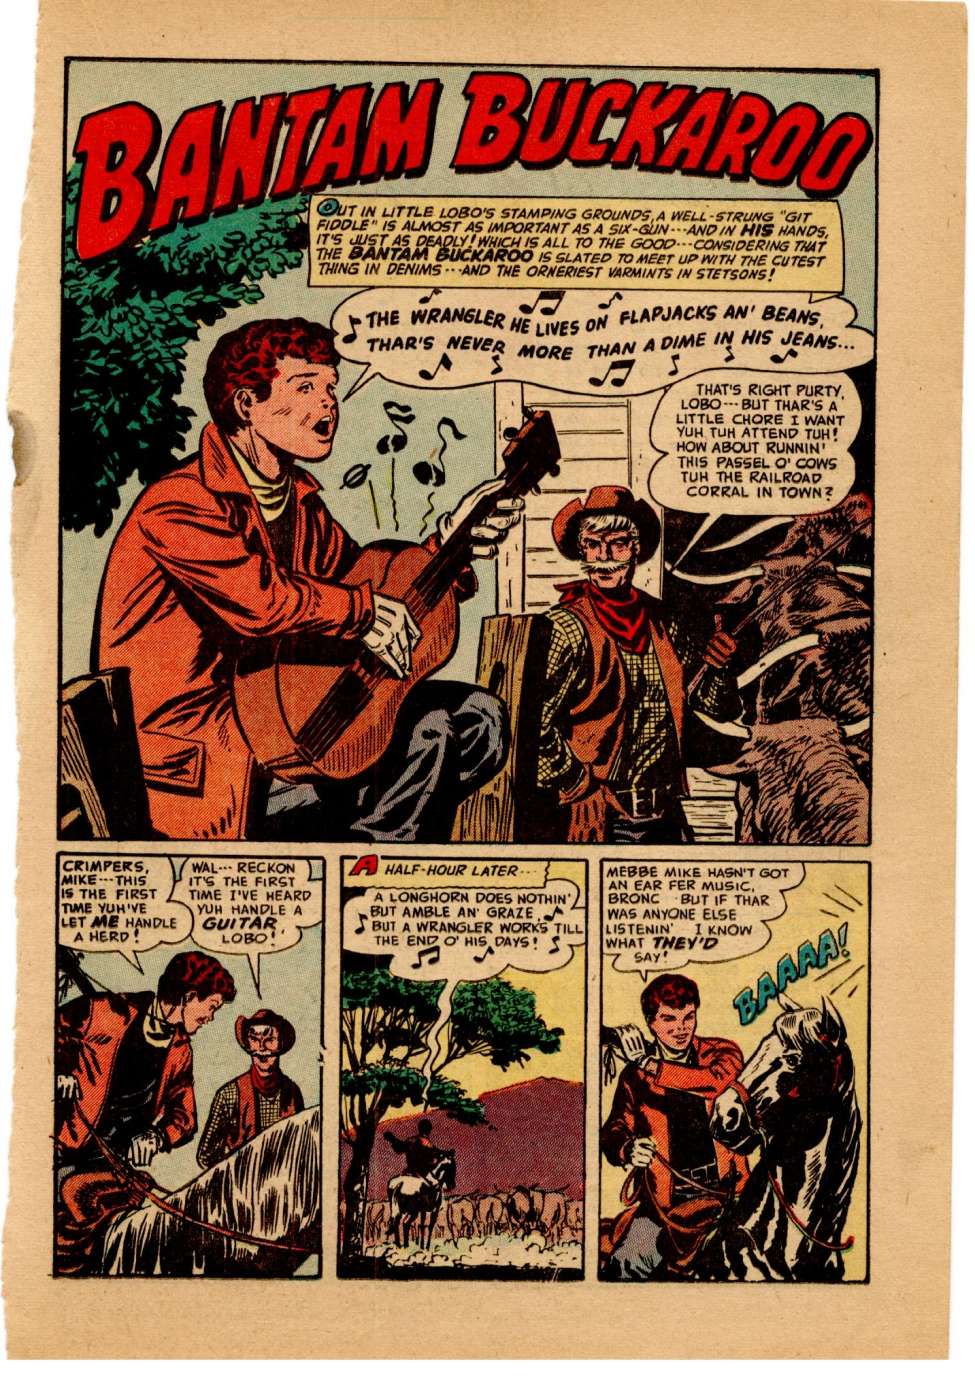 BANTAM BUCKAROO
OUT IN LITTLE LOBO'S STAMPING GROUNDS, A WELL-STRUNG "GIT
FIDDLE" IS ALMOST AS IMPORTANT AS A SIX-GUN---AND IN HIS HANDS,
IT'S JUST AS DEADLY! WHICH IS ALL TO THE GOOD---CONSIDERING THAT
THE BANTAM BUCKAROO IS SLATED TO MEET UP WITH THE CUTEST
THING IN DENIMS---AND THE ORNERIEST VARMINTS IN STETSONS!
THE WRANGLER HE LIVES ON FLAPJACKS AN' BEANS,
THAR'S NEVER MORE THAN A DIME IN HIS JEANS...
THAT'S RIGHT PURTY,
LOBO---BUT THAR'S A
LITTLE CHORE I WANT
YUH TUH ATTEND TUH!
HOW ABOUT RUNNIN'
THIS PASSEL O' COWS
TUH THE RAILROAD
CORRAL IN TOWN?
CRIMPERS,
MIKE---THIS
IS THE FIRST
TIME YUH'VE
LET ME HANDLE
A HERD!
WAL--- RECKON
IT'S THE FIRST
TIME I'VE HEARD
YUH HANDLE A
GUITAR,
LOBO!
A HALF-HOUR LATER---
A LONGHORN DOES NOTHIN'
BUT AMBLE AN' GRAZE,
BUT A WRANGLER WORKS TILL
THE END O' HIS DAYS!
MEBBE MIKE HASN'T GOT
AN EAR FER MUSIC,
BRONC BUT IF THAR
WAS ANYONE ELSE
LISTENIN' I KNOW
WHAT THEY'D
SAY!
BAAAAA!